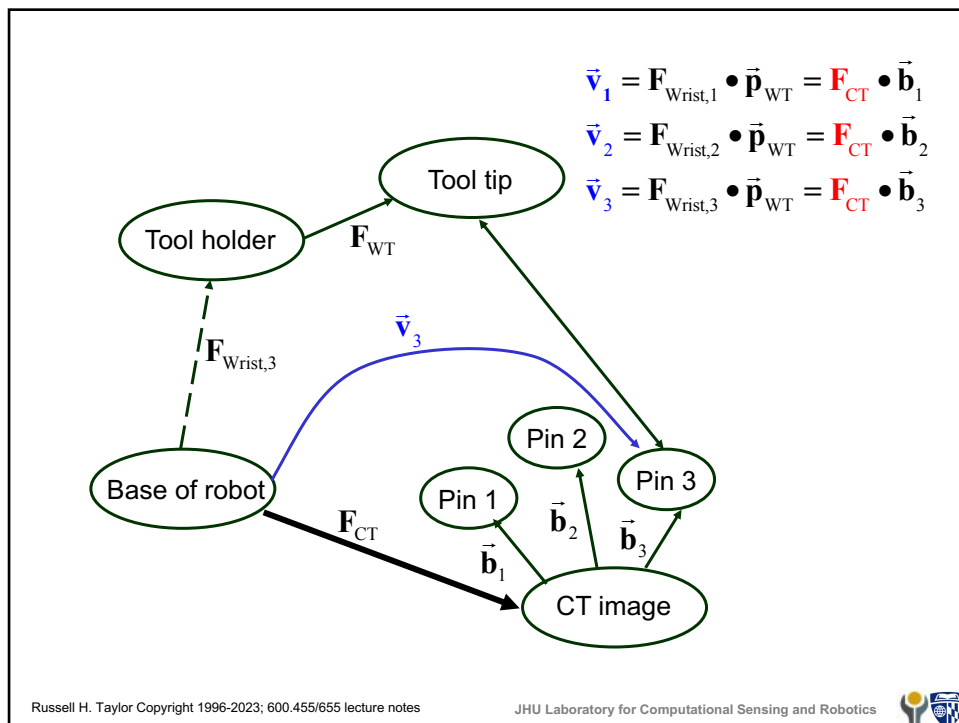 v⃗₁ = F_Wrist,1 • p⃗_WT = F_CT • b⃗₁
v⃗₂ = F_Wrist,2 • p⃗_WT = F_CT • b⃗₂
v⃗₃ = F_Wrist,3 • p⃗_WT = F_CT • b⃗₃
Tool tip
Tool holder
F_WT
v⃗₃
F_Wrist,3
Pin 2
Pin 3
Base of robot
Pin 1
F_CT
b⃗₂
b⃗₃
b⃗₁
CT image
Russell H. Taylor Copyright 1996-2023; 600.455/655 lecture notes
JHU Laboratory for Computational Sensing and Robotics